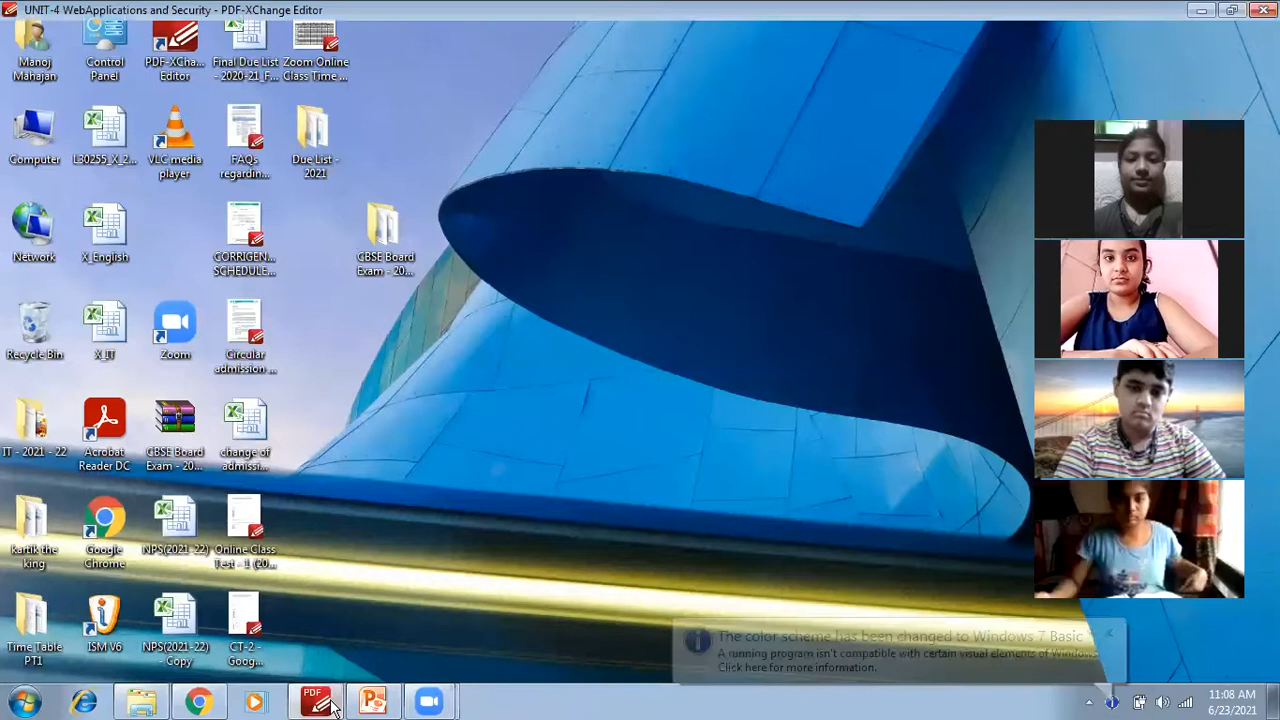 UNIT-4 WebApplications and Security - PDF-XChange Editor
Manoj
Mahajan
Control
Panel
PDF-XCha...
Editor
Final Due List
- 2020-21_F...
Zoom Online
Class Time ...
Computer
L30255_X_2...
VLC media
player
FAQs
regardin...
Due List -
2021
Network
X_English
CORRIGEN...
SCHEDULE...
CBSE Board
Exam - 20...
Recycle Bin
X_IT
Zoom
Circular
admission ...
IT - 2021 - 22
Acrobat
Reader DC
CBSE Board
Exam - 20...
change of
admissi...
kartik the
king
Google
Chrome
NPS(2021-22)
Online Class
Test - 1 (20...
Time Table
PT1
ISM V6
NPS(2021-22)
- Copy
CT-2 -
Goog...
The color scheme has been changed to Windows 7 Basic
A running program isn't compatible with certain visual elements of Windows
Click here for more information.
PDF
11:08 AM
6/23/2021